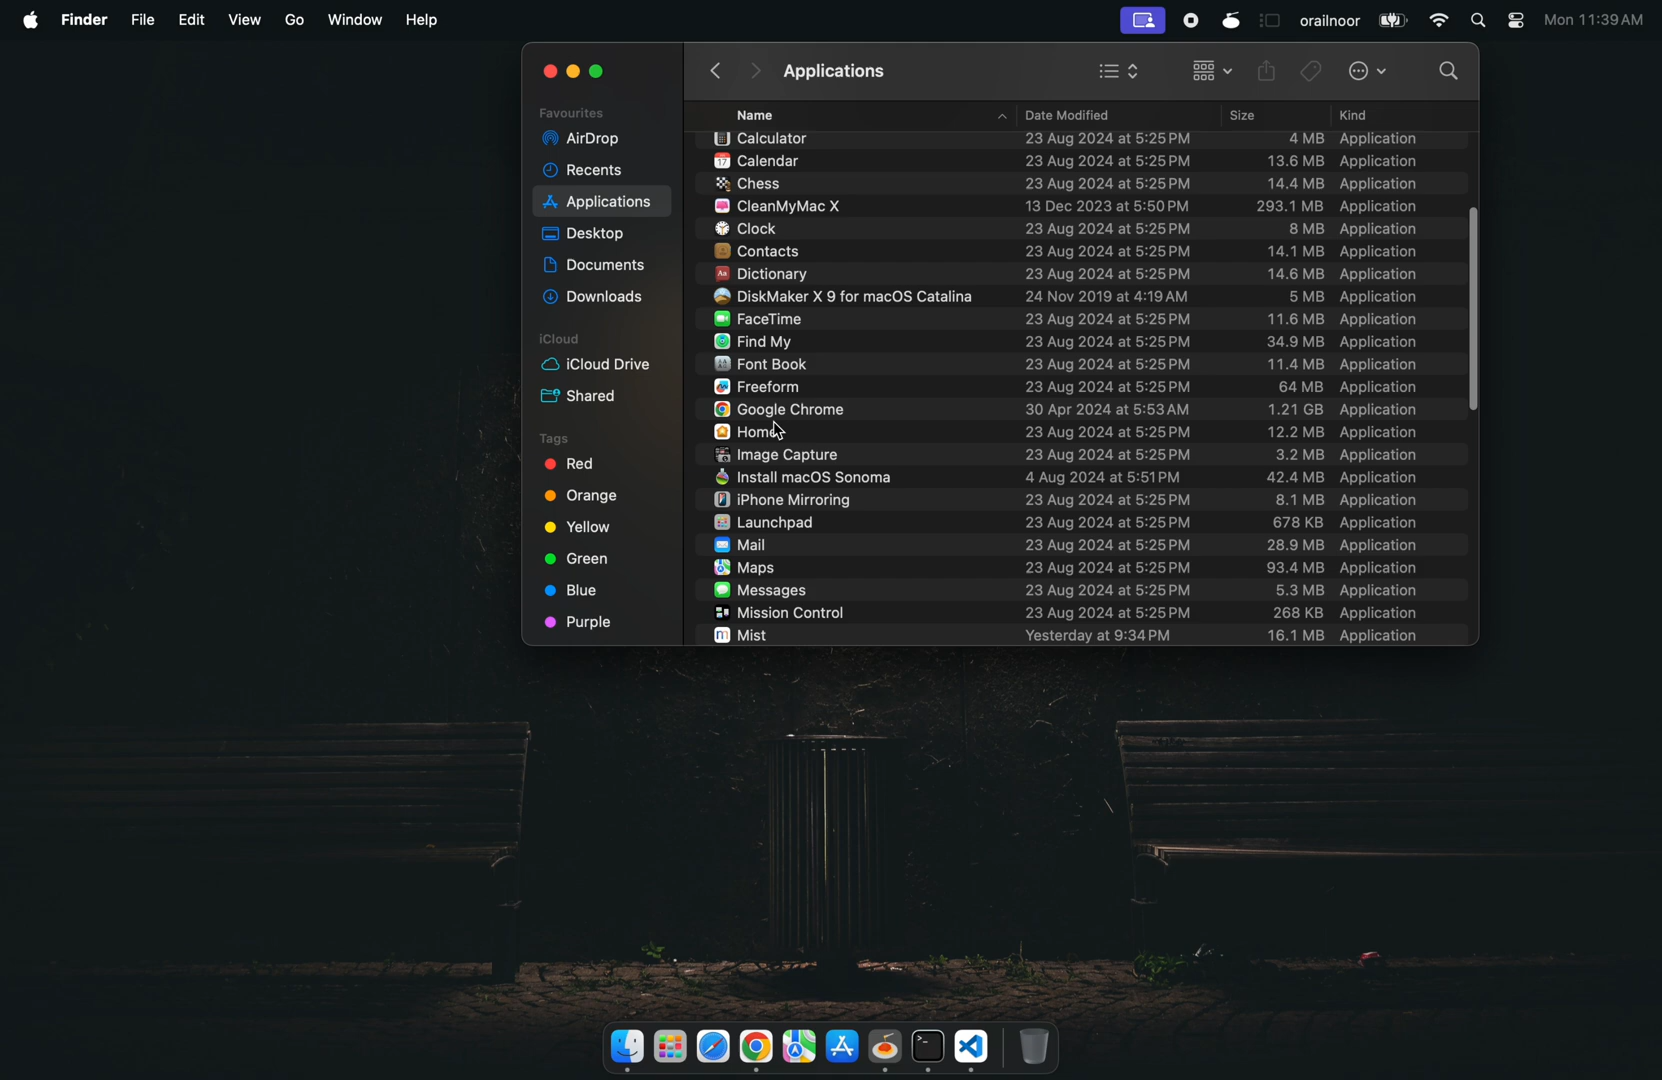 Finder File Edit View Go Window Help orailnoor Mon 11:39 AM
Applications
Favourites
AirDrop
Recents
Applications
Desktop
Documents
Downloads
iCloud
iCloud Drive
Shared
Tags
Red
Orange
Yellow
Green
Blue
Purple
Name Date Modified Size Kind
Calculator 23 Aug 2024 at 5:25 PM 4 MB Application
17 Calendar 23 Aug 2024 at 5:25 PM 13.6 MB Application
Chess 23 Aug 2024 at 5:25 PM 14.4 MB Application
CleanMyMac X 13 Dec 2023 at 5:50 PM 293.1 MB Application
Clock 23 Aug 2024 at 5:25 PM 8 MB Application
Contacts 23 Aug 2024 at 5:25 PM 14.1 MB Application
Aa Dictionary 23 Aug 2024 at 5:25 PM 14.6 MB Application
DiskMaker X 9 for macOS Catalina 24 Nov 2019 at 4:19 AM 5 MB Application
FaceTime 23 Aug 2024 at 5:25 PM 11.6 MB Application
Find My 23 Aug 2024 at 5:25 PM 34.9 MB Application
Font Book 23 Aug 2024 at 5:25 PM 11.4 MB Application
Freeform 23 Aug 2024 at 5:25 PM 64 MB Application
Google Chrome 30 Apr 2024 at 5:53 AM 1.21 GB Application
Home 23 Aug 2024 at 5:25 PM 12.2 MB Application
Image Capture 23 Aug 2024 at 5:25 PM 3.2 MB Application
Install macOS Sonoma 4 Aug 2024 at 5:51 PM 42.4 MB Application
iPhone Mirroring 23 Aug 2024 at 5:25 PM 8.1 MB Application
Launchpad 23 Aug 2024 at 5:25 PM 678 KB Application
Mail 23 Aug 2024 at 5:25 PM 28.9 MB Application
Maps 23 Aug 2024 at 5:25 PM 93.4 MB Application
Messages 23 Aug 2024 at 5:25 PM 5.3 MB Application
Mission Control 23 Aug 2024 at 5:25 PM 268 KB Application
m Mist Yesterday at 9:34 PM 16.1 MB Application